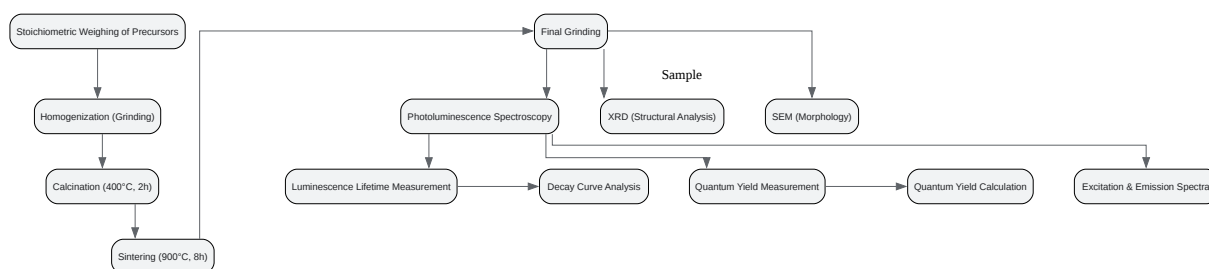 Stoichiometric Weighing of Precursors
Final Grinding
Sample
Homogenization (Grinding)
Photoluminescence Spectroscopy
XRD (Structural Analysis)
SEM (Morphology)
Calcination (400°C, 2h)
Luminescence Lifetime Measurement
Decay Curve Analysis
Quantum Yield Measurement
Quantum Yield Calculation
Excitation & Emission Spectra
Sintering (900°C, 8h)